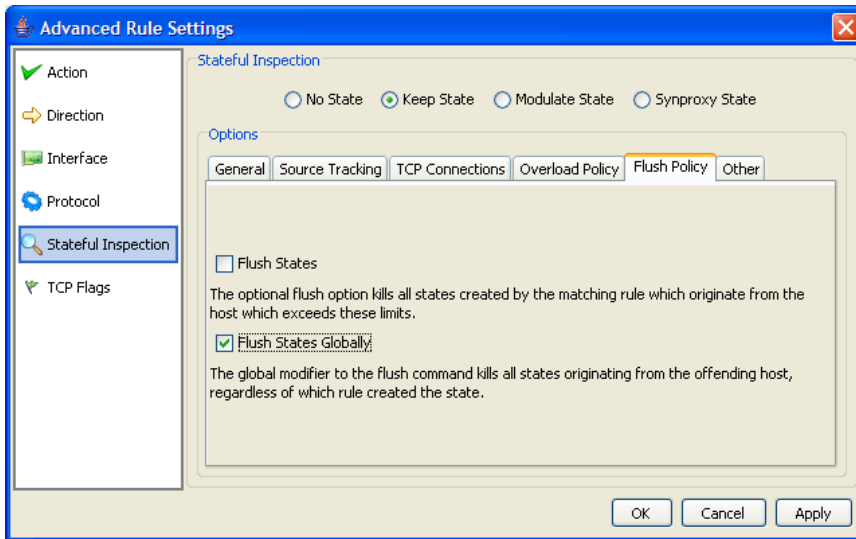 Advanced Rule Settings
Action
Direction
Interface
Protocol
Stateful Inspection
TCP Flags
Stateful Inspection
No State Keep State Modulate State Synproxy State
Options
General Source Tracking TCP Connections Overload Policy Flush Policy Other
Flush States
The optional flush option kills all states created by the matching rule which originate from the
host which exceeds these limits.
Flush States Globally
The global modifier to the flush command kills all states originating from the offending host,
regardless of which rule created the state.
OK Cancel Apply